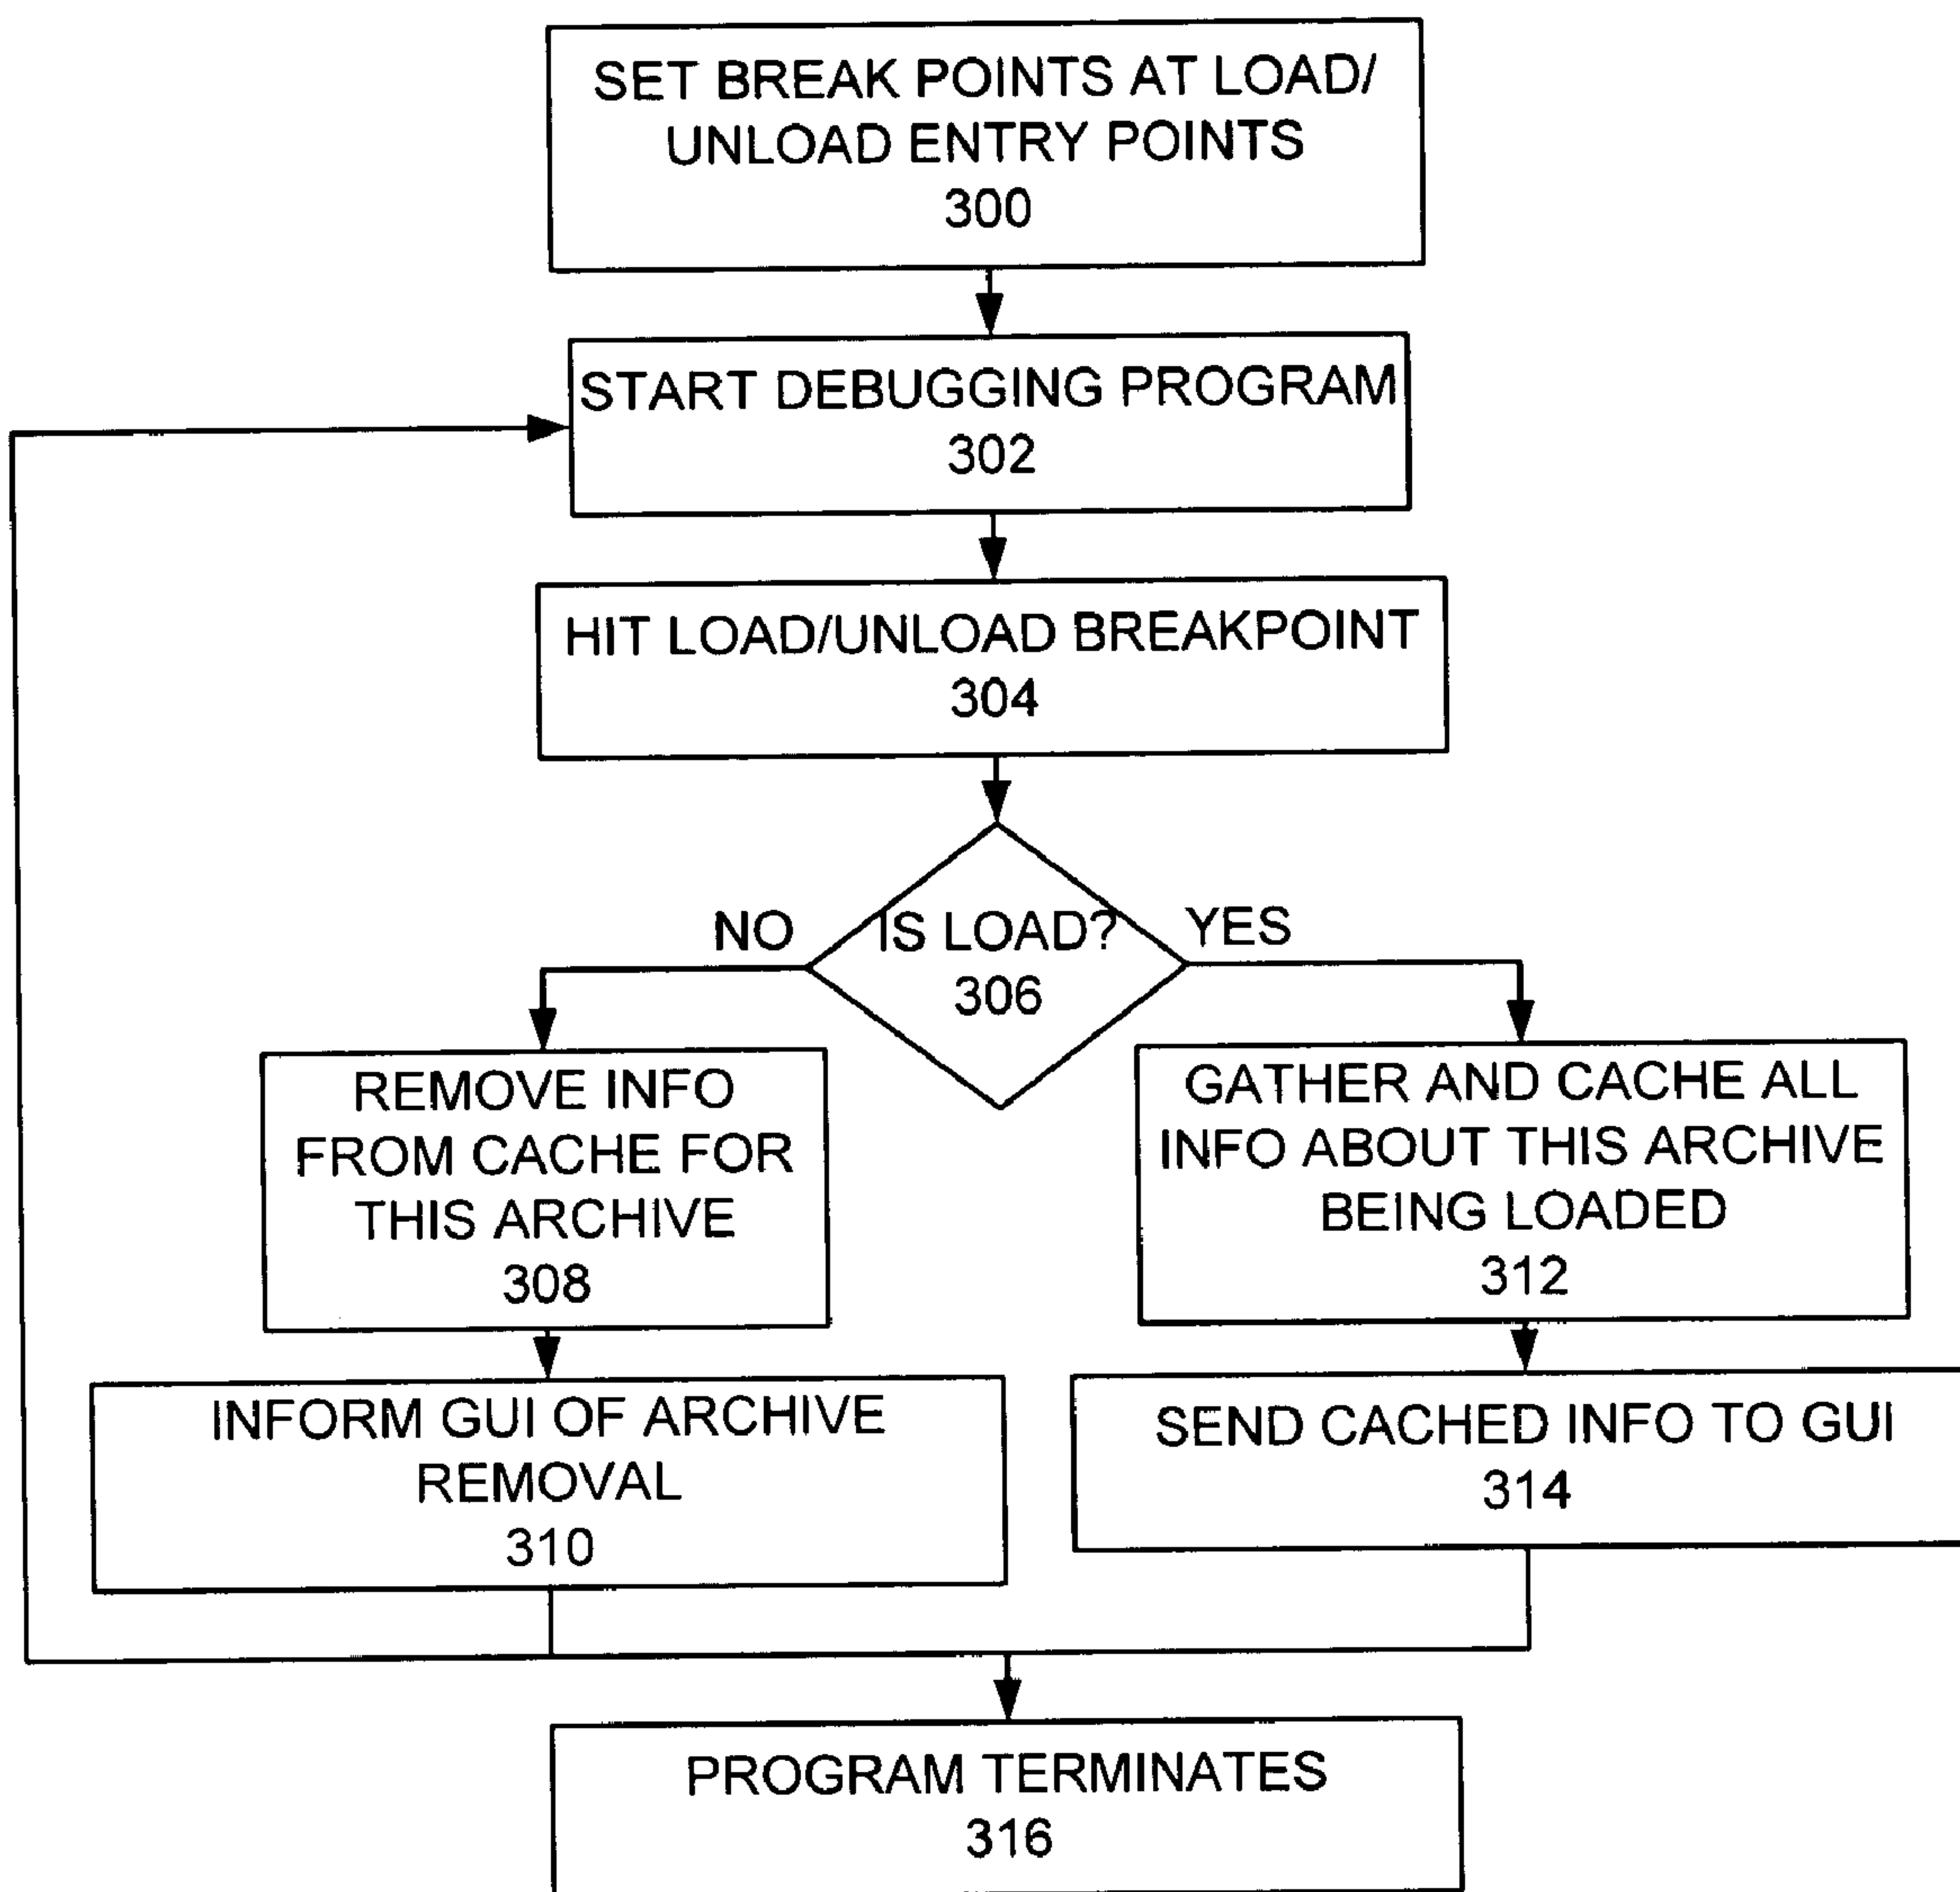 SET BREAK POINTS AT LOAD/
UNLOAD ENTRY POINTS
300
START DEBUGGING PROGRAM
302
HIT LOAD/UNLOAD BREAKPOINT
304
NO
IS LOAD?
YES
306
REMOVE INFO
FROM CACHE FOR
THIS ARCHIVE
308
GATHER AND CACHE ALL
INFO ABOUT THIS ARCHIVE
BEING LOADED
312
INFORM GUI OF ARCHIVE
REMOVAL
310
SEND CACHED INFO TO GUI
314
PROGRAM TERMINATES
316